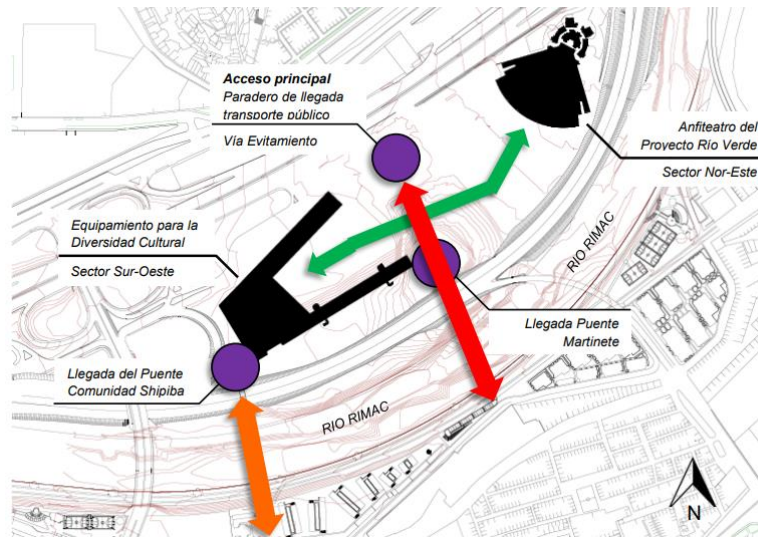 Acceso principal
Paradero de llegada
transporte público
Vía Evitamiento
Anfiteatro del
Proyecto Río Verde
Sector Nor-Este
Equipamiento para la
Diversidad Cultural
Sector Sur-Oeste
RIO RIMAC
Llegada Puente
Martinete
Llegada del Puente
Comunidad Shipiba
RIO RIMAC
N